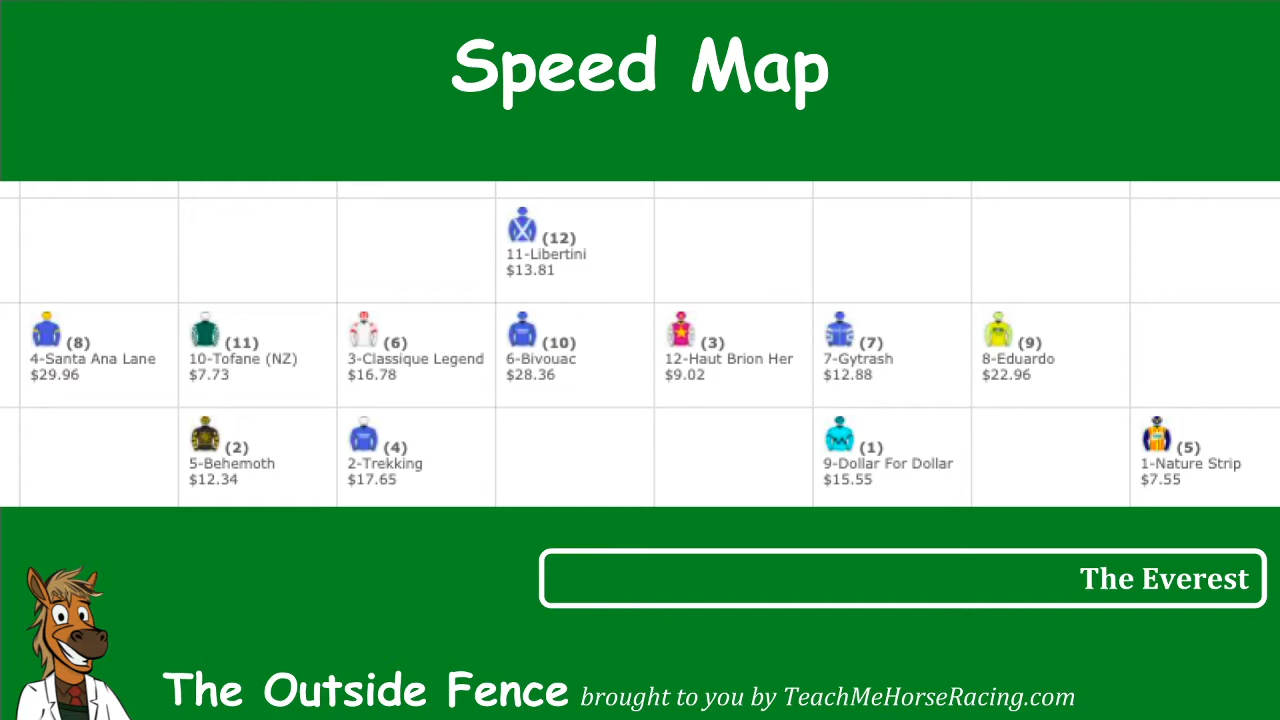 Speed Map
(12)
11-Libertini
$13.81
(8)
4-Santa Ana Lane
$29.96
(11)
10-Tofane (NZ)
$7.73
(6)
3-Classique Legend
$16.78
(10)
6-Bivouac
$28.36
(3)
12-Haut Brion Her
$9.02
(7)
7-Gytrash
$12.88
(9)
8-Eduardo
$22.96
(2)
5-Behemoth
$12.34
(4)
2-Trekking
$17.65
(1)
9-Dollar For Dollar
$15.55
(5)
1-Nature Strip
$7.55
The Everest
The Outside Fence brought to you by TeachMeHorseRacing.com